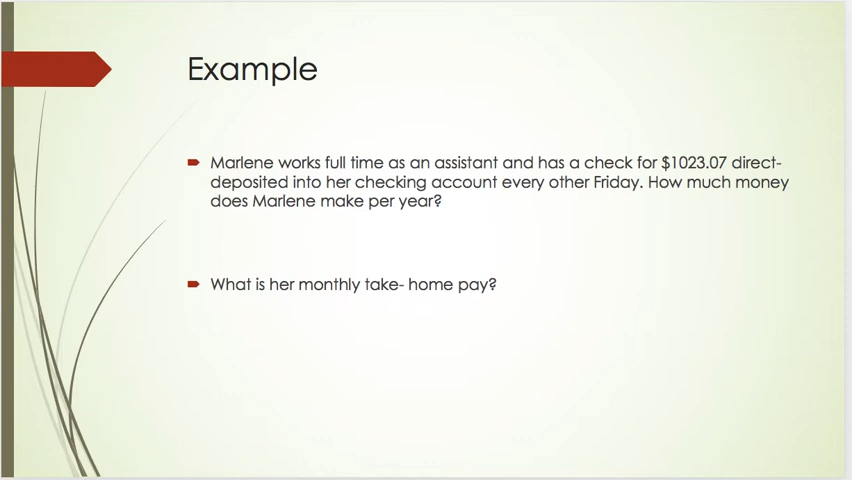 Example
Marlene works full time as an assistant and has a check for $1023.07 direct-
deposited into her checking account every other Friday. How much money
does Marlene make per year?
What is her monthly take- home pay?